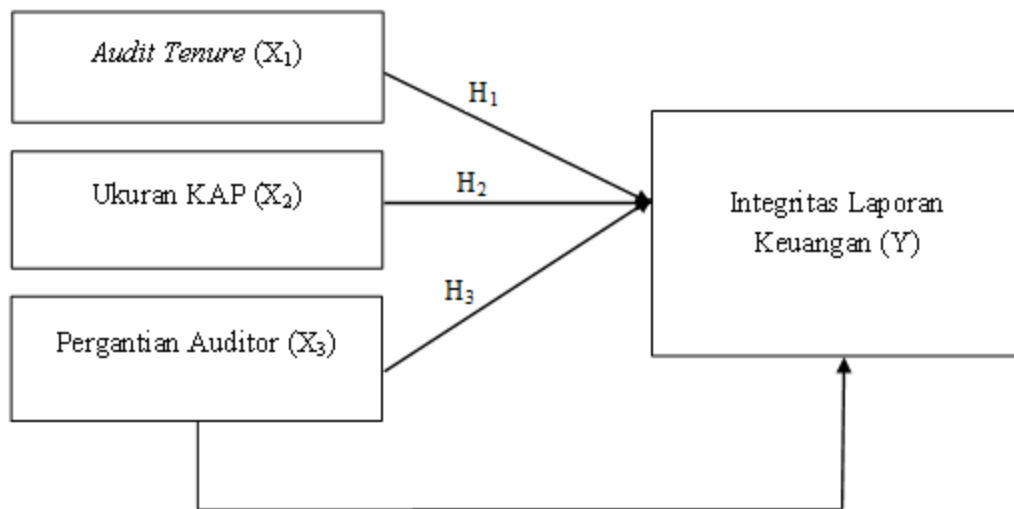 Audit Tenure (X₁)
H₁
Ukuran KAP (X₂)
H₂
Integritas Laporan
Keuangan (Y)
H₃
Pergantian Auditor (X₃)